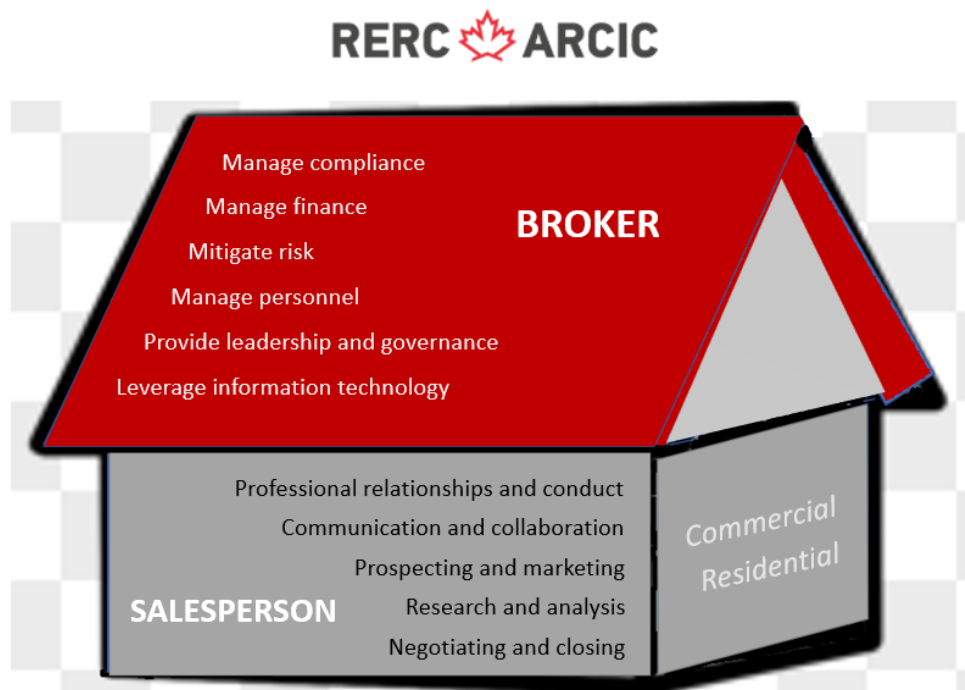 RERC ARCIC
Manage compliance
Manage finance
BROKER
Mitigate risk
Manage personnel
Provide leadership and governance
Leverage information technology
Professional relationships and conduct
Communication and collaboration
Prospecting and marketing
SALESPERSON
Research and analysis
Negotiating and closing
Commercial
Residential